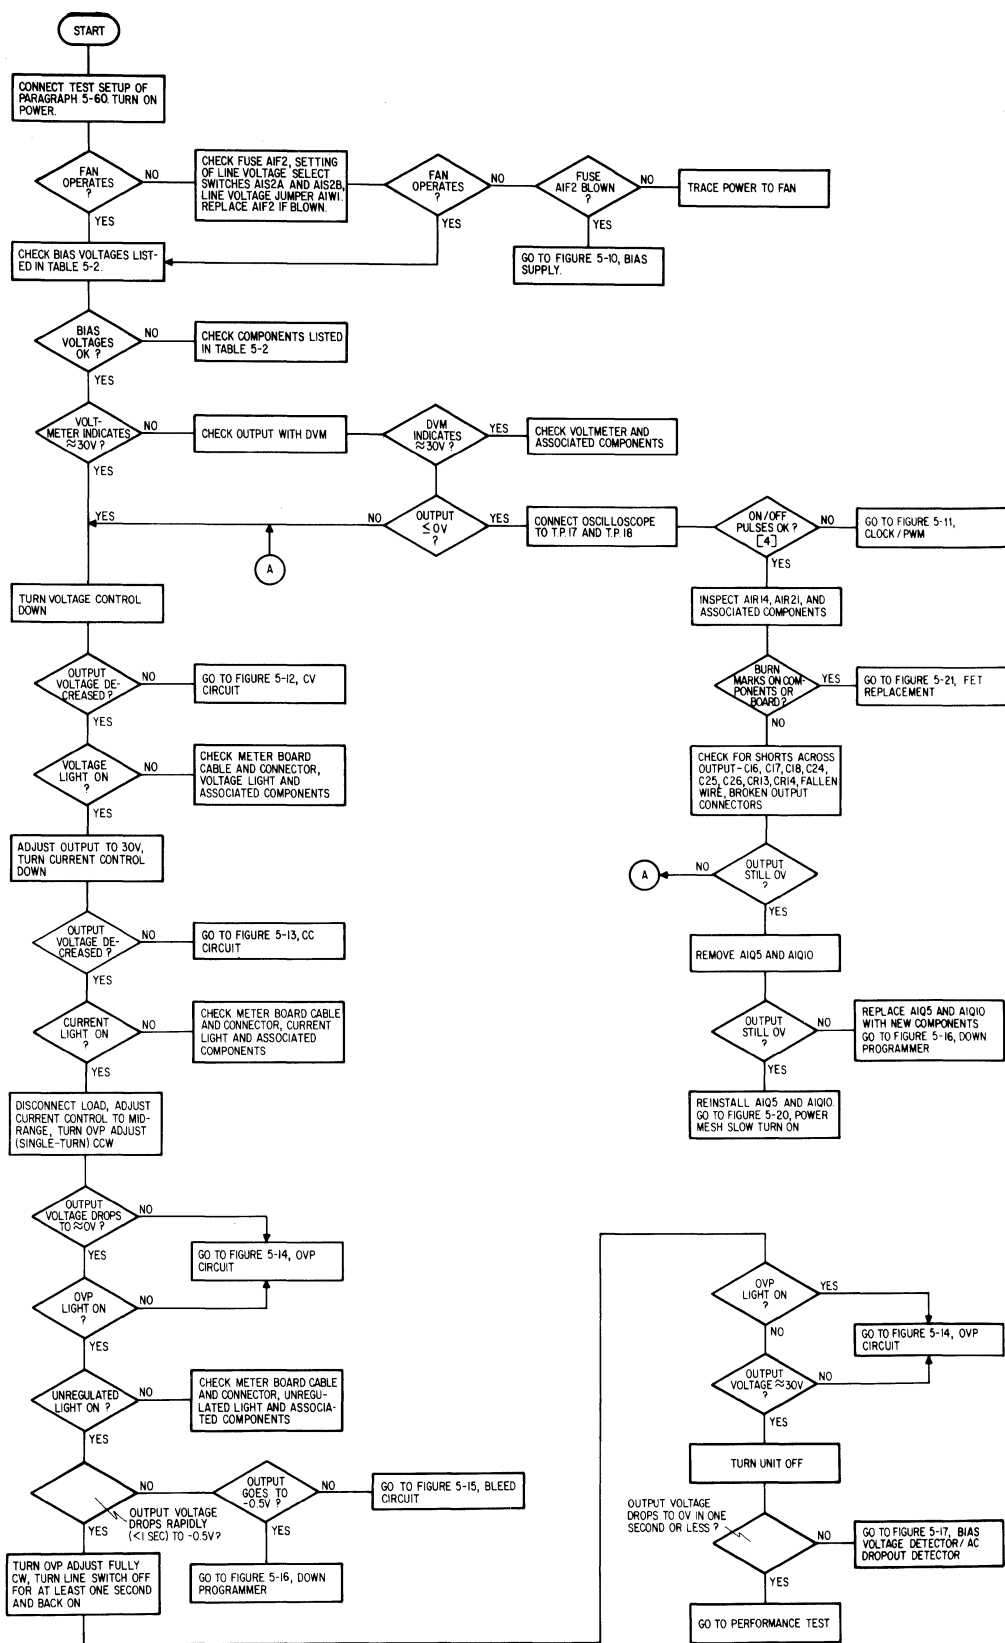 START
CONNECT TEST SETUP OF
PARAGRAPH 5-60. TURN ON
POWER.
FAN
OPERATES
?
NO
YES
CHECK FUSE A1F2, SETTING
OF LINE VOLTAGE SELECT
SWITCHES A1S2A AND A1S2B,
LINE VOLTAGE JUMPER A1W1.
REPLACE A1F2 IF BLOWN.
FAN
OPERATES
?
NO
YES
FUSE
A1F2 BLOWN
?
NO
YES
TRACE POWER TO FAN
GO TO FIGURE 5-10, BIAS
SUPPLY.
CHECK BIAS VOLTAGES LIST-
ED IN TABLE 5-2.
BIAS
VOLTAGES
OK ?
NO
YES
CHECK COMPONENTS LISTED
IN TABLE 5-2
VOLT-
METER INDICATES
≈30V ?
NO
YES
CHECK OUTPUT WITH DVM
DVM
INDICATES
≈30V ?
YES
CHECK VOLTMETER AND
ASSOCIATED COMPONENTS
YES
NO
OUTPUT
≤0V
?
YES
A
CONNECT OSCILLOSCOPE
TO T.P.17 AND T.P.18
ON/OFF
PULSES OK ?
[4]
NO
YES
GO TO FIGURE 5-11,
CLOCK/PWM
INSPECT A1R14, A1R21, AND
ASSOCIATED COMPONENTS
BURN
MARKS ON COM-
PONENTS OR
BOARD?
YES
NO
GO TO FIGURE 5-21, FET
REPLACEMENT
CHECK FOR SHORTS ACROSS
OUTPUT-C16, C17, C18, C24,
C25, C26, CR13, CR14, FALLEN
WIRE, BROKEN OUTPUT
CONNECTORS
OUTPUT
STILL 0V
?
NO
A
YES
REMOVE A1Q5 AND A1Q10
OUTPUT
STILL 0V
?
NO
YES
REPLACE A1Q5 AND A1Q10
WITH NEW COMPONENTS
GO TO FIGURE 5-16, DOWN
PROGRAMMER
REINSTALL A1Q5 AND A1Q10.
GO TO FIGURE 5-20, POWER
MESH SLOW TURN ON
TURN VOLTAGE CONTROL
DOWN
OUTPUT
VOLTAGE DE-
CREASED?
NO
YES
GO TO FIGURE 5-12, CV
CIRCUIT
VOLTAGE
LIGHT ON
?
NO
YES
CHECK METER BOARD
CABLE AND CONNECTOR,
VOLTAGE LIGHT AND
ASSOCIATED COMPONENTS
ADJUST OUTPUT TO 30V,
TURN CURRENT CONTROL
DOWN
OUTPUT
VOLTAGE DE-
CREASED ?
NO
YES
GO TO FIGURE 5-13, CC
CIRCUIT
CURRENT
LIGHT ON
?
NO
YES
CHECK METER BOARD CABLE
AND CONNECTOR, CURRENT
LIGHT AND ASSOCIATED
COMPONENTS
DISCONNECT LOAD, ADJUST
CURRENT CONTROL TO MID-
RANGE, TURN OVP ADJUST
(SINGLE-TURN) CCW
OUTPUT
VOLTAGE DROPS
TO ≈0V ?
NO
YES
GO TO FIGURE 5-14, OVP
CIRCUIT
OVP
LIGHT ON
?
NO
YES
UNREGULATED
LIGHT ON ?
NO
YES
CHECK METER BOARD CABLE
AND CONNECTOR, UNREGU-
LATED LIGHT AND ASSOCIA-
TED COMPONENTS
NO
YES
OUTPUT VOLTAGE
DROPS RAPIDLY
(<1 SEC) TO -0.5V?
OUTPUT
GOES TO
-0.5V ?
NO
YES
GO TO FIGURE 5-15, BLEED
CIRCUIT
GO TO FIGURE 5-16, DOWN
PROGRAMMER
TURN OVP ADJUST FULLY
CW, TURN LINE SWITCH OFF
FOR AT LEAST ONE SECOND
AND BACK ON
OVP
LIGHT ON
?
YES
NO
GO TO FIGURE 5-14, OVP
CIRCUIT
OUTPUT
VOLTAGE ≈30V
?
NO
YES
TURN UNIT OFF
OUTPUT VOLTAGE
DROPS TO 0V IN ONE
SECOND OR LESS ?
NO
YES
GO TO FIGURE 5-17, BIAS
VOLTAGE DETECTOR/ AC
DROPOUT DETECTOR
GO TO PERFORMANCE TEST